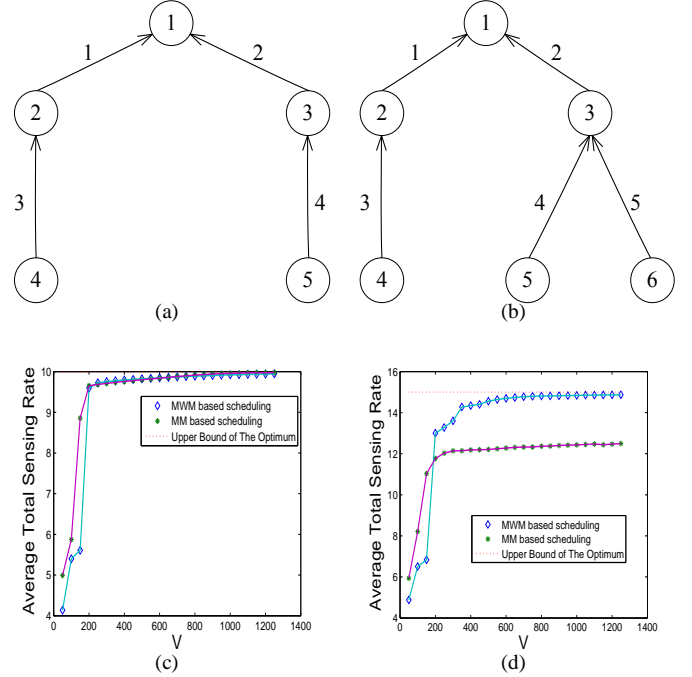 1
1
2
2
3
3
4
4
5
(a)
1
1
2
2
3
3
4
5
4
5
6
(b)
Average Total Sensing Rate
10
9
8
7
6
5
4
0 200 400 600 800 1000 1200 1400
V
MWM based scheduling
MM based scheduling
Upper Bound of The Optimum
(c)
Average Total Sensing Rate
16
14
12
10
8
6
4
0 200 400 600 800 1000 1200 1400
V
MWM based scheduling
MM based scheduling
Upper Bound of The Optimum
(d)